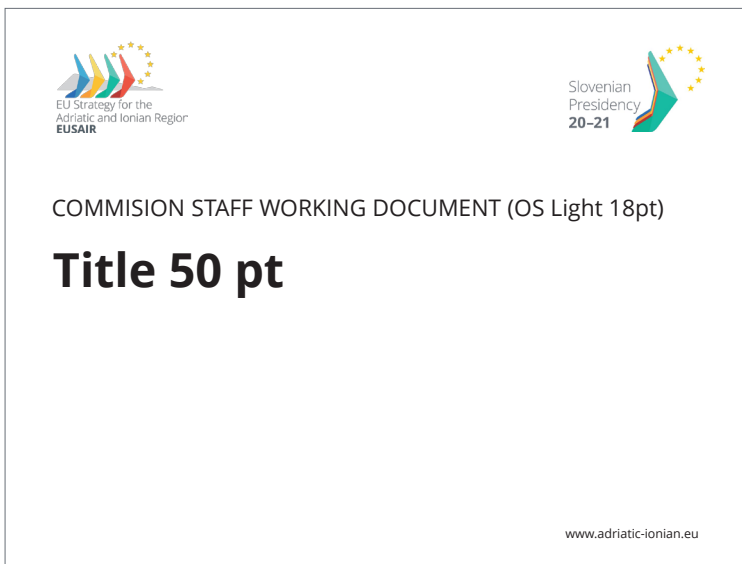 EU Strategy for the
Adriatic and Ionian Region
EUSAIR
Slovenian
Presidency
20–21
COMMISION STAFF WORKING DOCUMENT (OS Light 18pt)
Title 50 pt
www.adriatic-ionian.eu